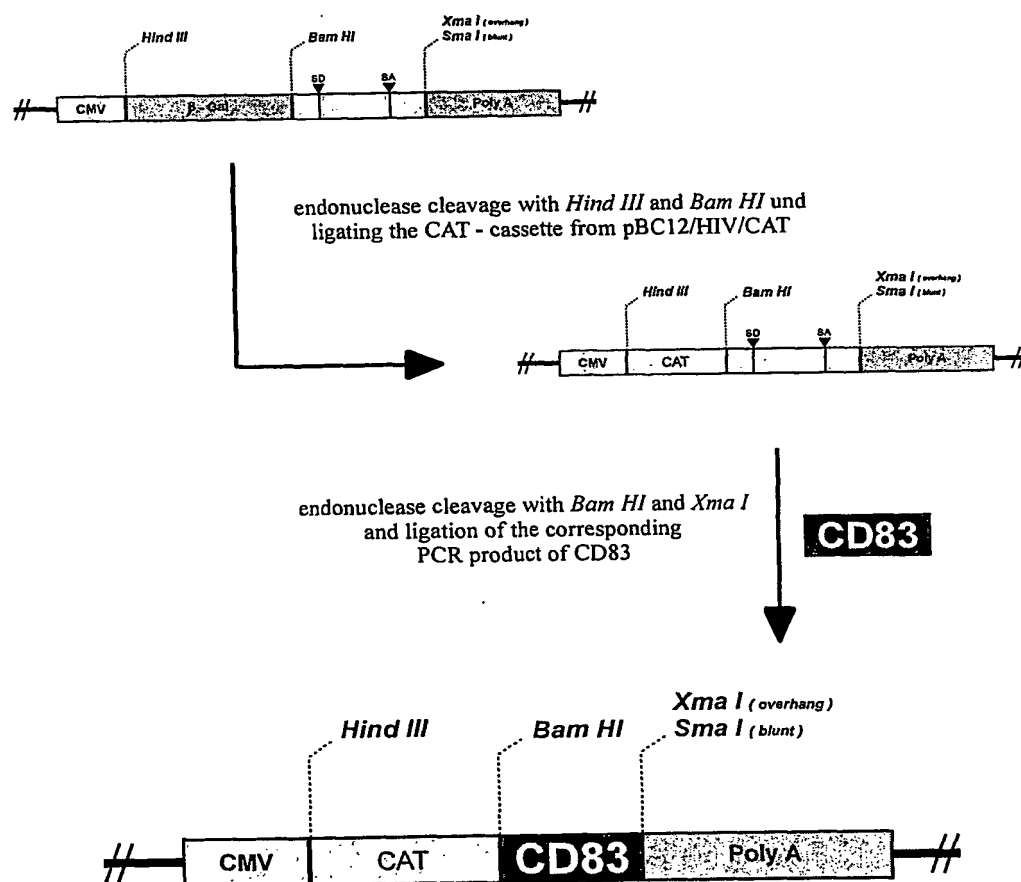 Xma I (overhang)
Hind III Bam HI Sma I (blunt)
SD SA
CMV β-Gal Poly A
endonuclease cleavage with Hind III and Bam HI und
ligating the CAT - cassette from pBC12/HIV/CAT
Xma I (overhang)
Hind III Bam HI Sma I (blunt)
SD SA
CMV CAT Poly A
endonuclease cleavage with Bam HI and Xma I
and ligation of the corresponding
PCR product of CD83
CD83
Xma I (overhang)
Hind III Bam HI Sma I (blunt)
CMV CAT CD83 Poly A